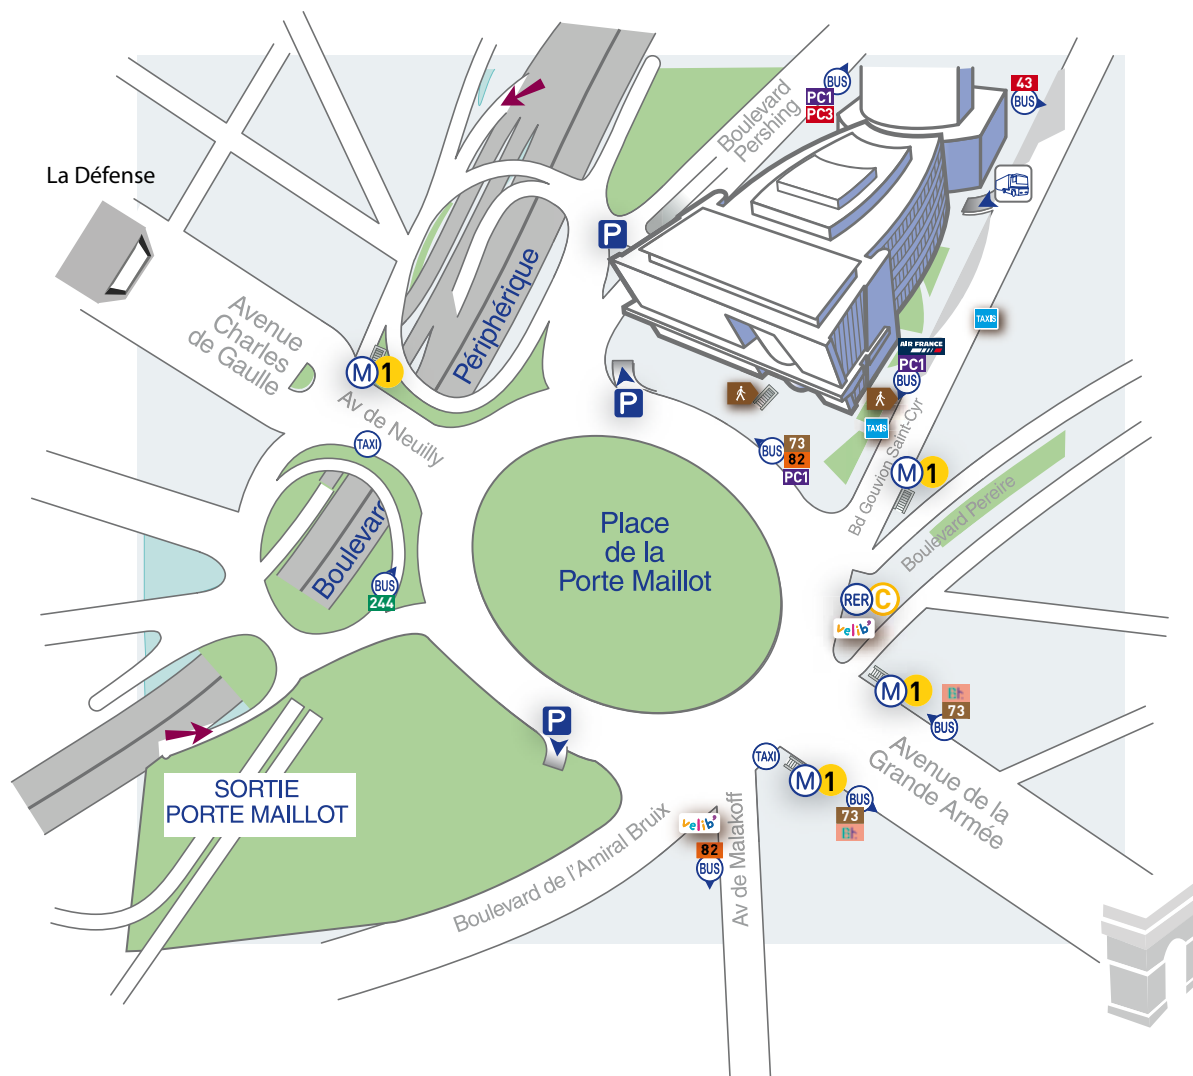 BUS
PC1
PC3
Boulevard
Pershing
43
BUS
La Défense
P
Périphérique
Avenue
Charles
de Gaulle
TAXIS
AIR FRANCE
PC1
BUS
M 1
P
Av de Neuilly
TAXI
BUS
73
82
PC1
TAXIS
Bd Gouvion Saint-Cyr
M 1
Boulevard Pereire
Place
de la
Porte Maillot
Boulevard
BUS
244
RER C
velib'
M 1
73
BUS
P
SORTIE
PORTE MAILLOT
TAXI
M 1
BUS
73
Avenue de la
Grande Armée
velib'
82
BUS
Boulevard de l'Amiral Bruix
Av de Malakoff